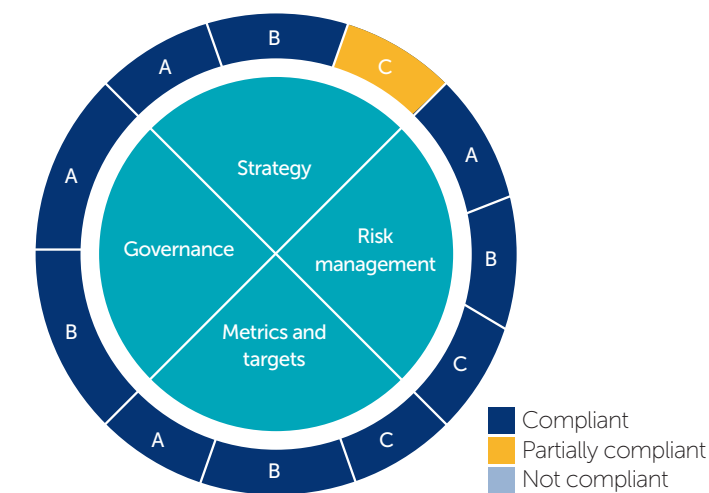 B
A
C
A
A
Strategy
Governance
Risk
management
B
B
Metrics and
targets
C
A
C
B
Compliant
Partially compliant
Not compliant